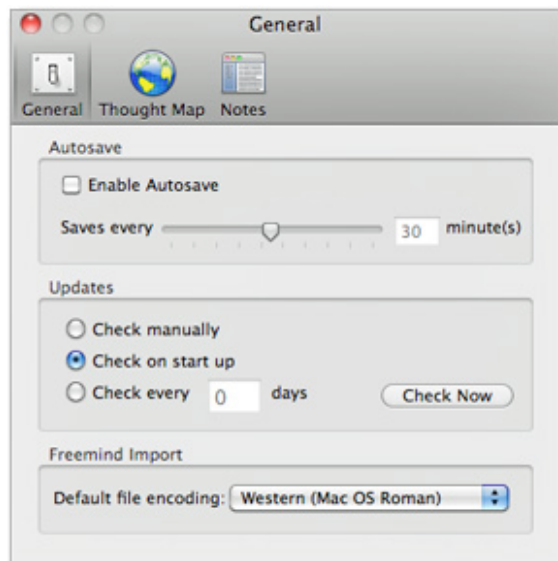 General
General Thought Map Notes
Autosave
Enable Autosave
Saves every 30 minute(s)
Updates
Check manually
Check on start up
Check every 0 days Check Now
Freemind Import
Default file encoding: Western (Mac OS Roman)